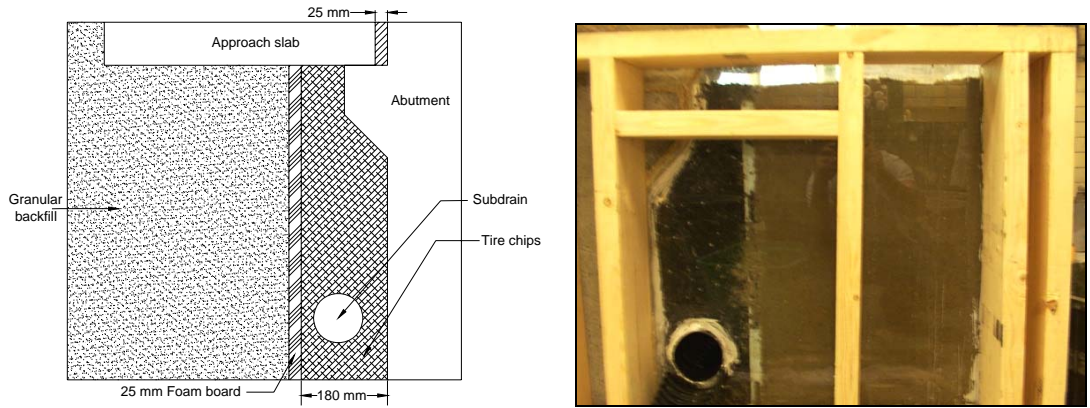 25 mm
Approach slab
Abutment
Granular
backfill
Subdrain
Tire chips
25 mm Foam board
180 mm